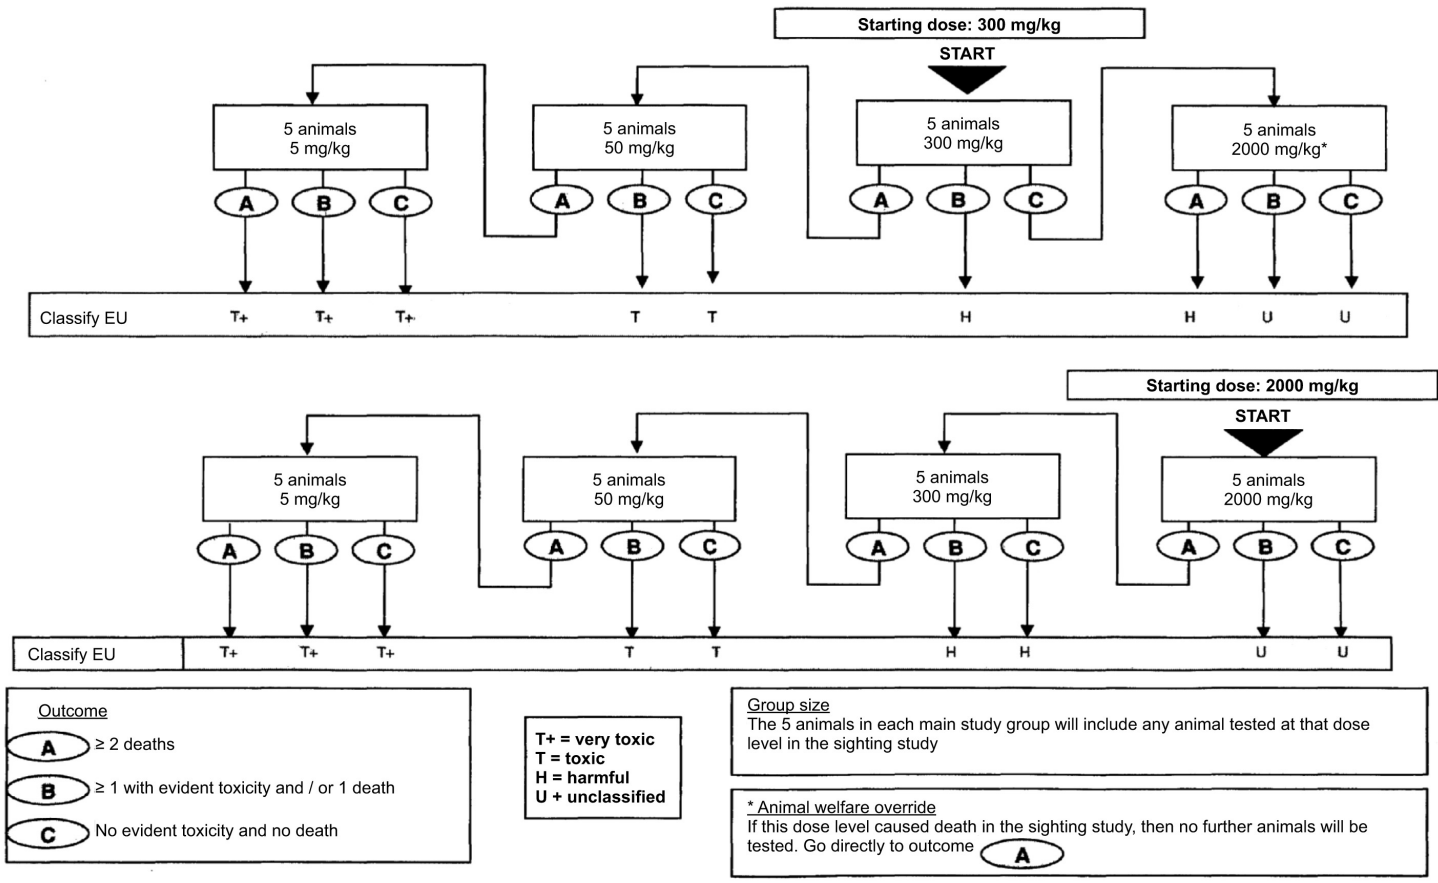 Starting dose: 300 mg/kg
START
5 animals
5 mg/kg
5 animals
50 mg/kg
5 animals
300 mg/kg
5 animals
2000 mg/kg*
A B C A B C A B C A B C
Classify EU T+ T+ T+ T T H H U U
Starting dose: 2000 mg/kg
START
5 animals
5 mg/kg
5 animals
50 mg/kg
5 animals
300 mg/kg
5 animals
2000 mg/kg
A B C A B C A B C A B C
Classify EU T+ T+ T+ T T H H U U
Outcome
A ≥ 2 deaths
B ≥ 1 with evident toxicity and / or 1 death
C No evident toxicity and no death
T+ = very toxic
T = toxic
H = harmful
U + unclassified
Group size
The 5 animals in each main study group will include any animal tested at that dose
level in the sighting study
* Animal welfare override
If this dose level caused death in the sighting study, then no further animals will be
tested. Go directly to outcome A